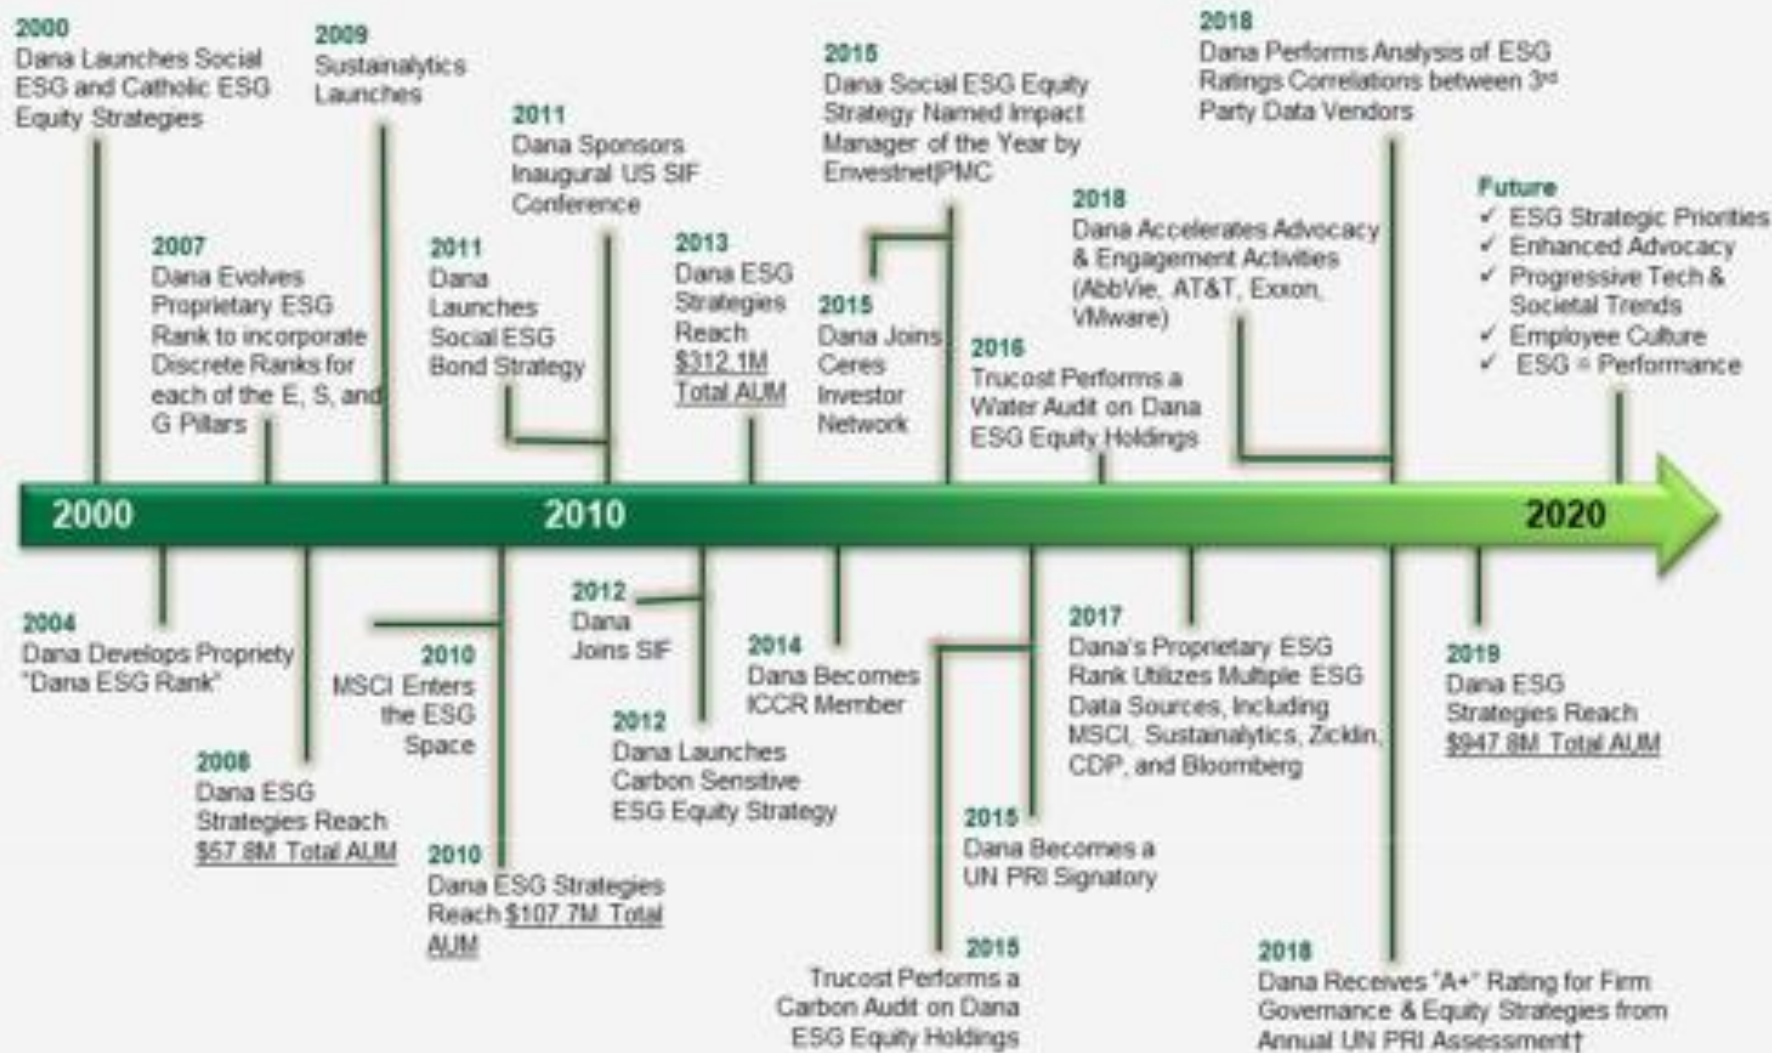 2000
Dana Launches Social
ESG and Catholic ESG
Equity Strategies
2009
Sustainalytics
Launches
2011
Dana Sponsors
Inaugural US SIF
Conference
2015
Dana Social ESG Equity
Strategy Named Impact
Manager of the Year by
Envestnet|PMC
2018
Dana Performs Analysis of ESG
Ratings Correlations between 3rd
Party Data Vendors
2007
Dana Evolves
Proprietary ESG
Rank to incorporate
Discrete Ranks for
each of the E, S, and
G Pillars
2011
Dana
Launches
Social ESG
Bond Strategy
2013
Dana ESG
Strategies
Reach
$312.1M
Total AUM
2015
Dana Joins
Ceres
Investor
Network
2016
Trucost Performs a
Water Audit on Dana
ESG Equity Holdings
2018
Dana Accelerates Advocacy
& Engagement Activities
(AbbVie, AT&T, Exxon,
VMware)
Future
✓ ESG Strategic Priorities
✓ Enhanced Advocacy
✓ Progressive Tech &
Societal Trends
✓ Employee Culture
✓ ESG = Performance
2000
2010
2020
2004
Dana Develops Propriety
"Dana ESG Rank"
2008
Dana ESG
Strategies Reach
$57.8M Total AUM
2010
MSCI Enters
the ESG
Space
2010
Dana ESG Strategies
Reach $107.7M Total
AUM
2012
Dana
Joins SIF
2012
Dana Launches
Carbon Sensitive
ESG Equity Strategy
2014
Dana Becomes
ICCR Member
2015
Trucost Performs a
Carbon Audit on Dana
ESG Equity Holdings
2015
Dana Becomes a
UN PRI Signatory
2017
Dana's Proprietary ESG
Rank Utilizes Multiple ESG
Data Sources, Including
MSCI, Sustainalytics, Zicklin,
CDP, and Bloomberg
2018
Dana Receives "A+" Rating for Firm
Governance & Equity Strategies from
Annual UN PRI Assessment†
2019
Dana ESG
Strategies Reach
$947.8M Total AUM